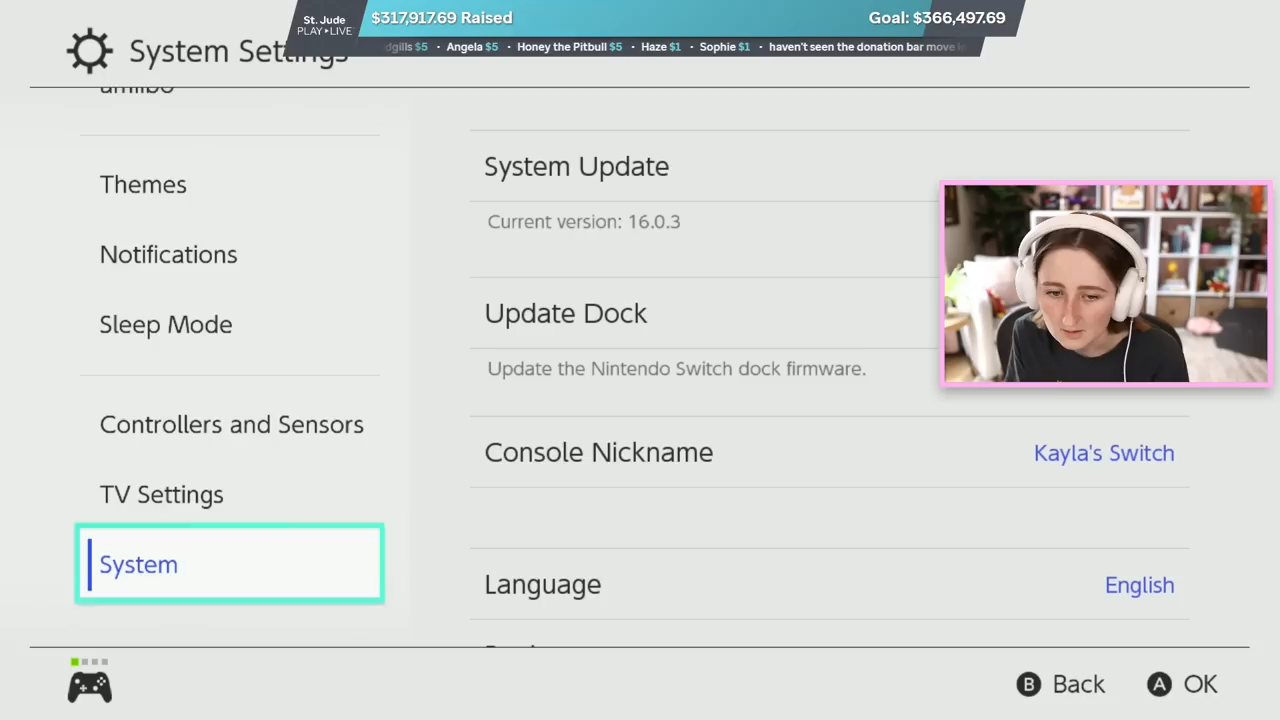 St. Jude
PLAY LIVE
$317,917.69 Raised
Goal: $366,497.69
dgills $5 · Angela $5 · Honey the Pitbull $5 · Haze $1 · Sophie $1 · haven't seen the donation bar move
System Settings
amiibo
Themes
Notifications
Sleep Mode
Controllers and Sensors
TV Settings
System
System Update
Current version: 16.0.3
Update Dock
Update the Nintendo Switch dock firmware.
Console Nickname
Kayla's Switch
Language
English
B Back
A OK